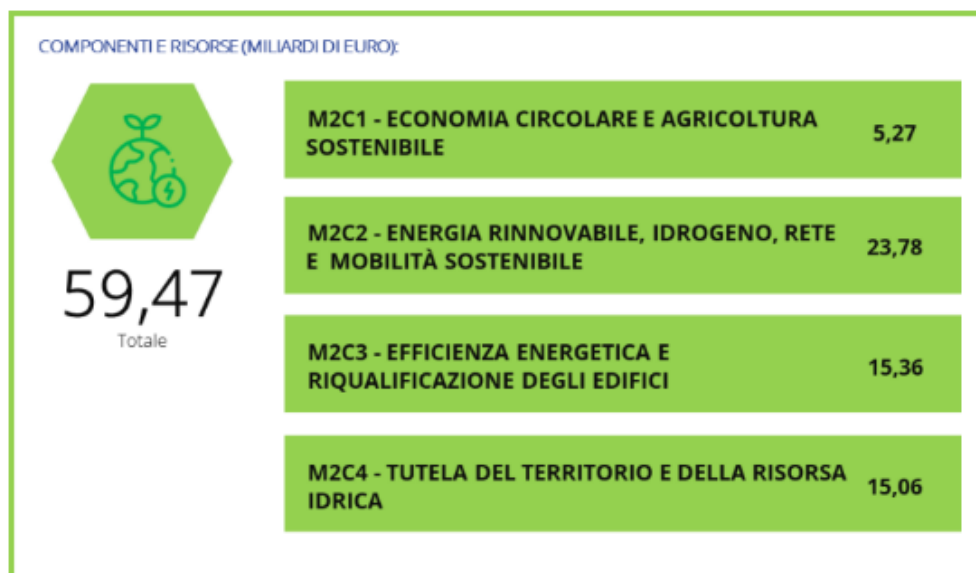 COMPONENTI E RISORSE (MILIARDI DI EURO):
59,47
Totale
M2C1 - ECONOMIA CIRCOLARE E AGRICOLTURA
SOSTENIBILE
5,27
M2C2 - ENERGIA RINNOVABILE, IDROGENO, RETE
E MOBILITÀ SOSTENIBILE
23,78
M2C3 - EFFICIENZA ENERGETICA E
RIQUALIFICAZIONE DEGLI EDIFICI
15,36
M2C4 - TUTELA DEL TERRITORIO E DELLA RISORSA
IDRICA
15,06